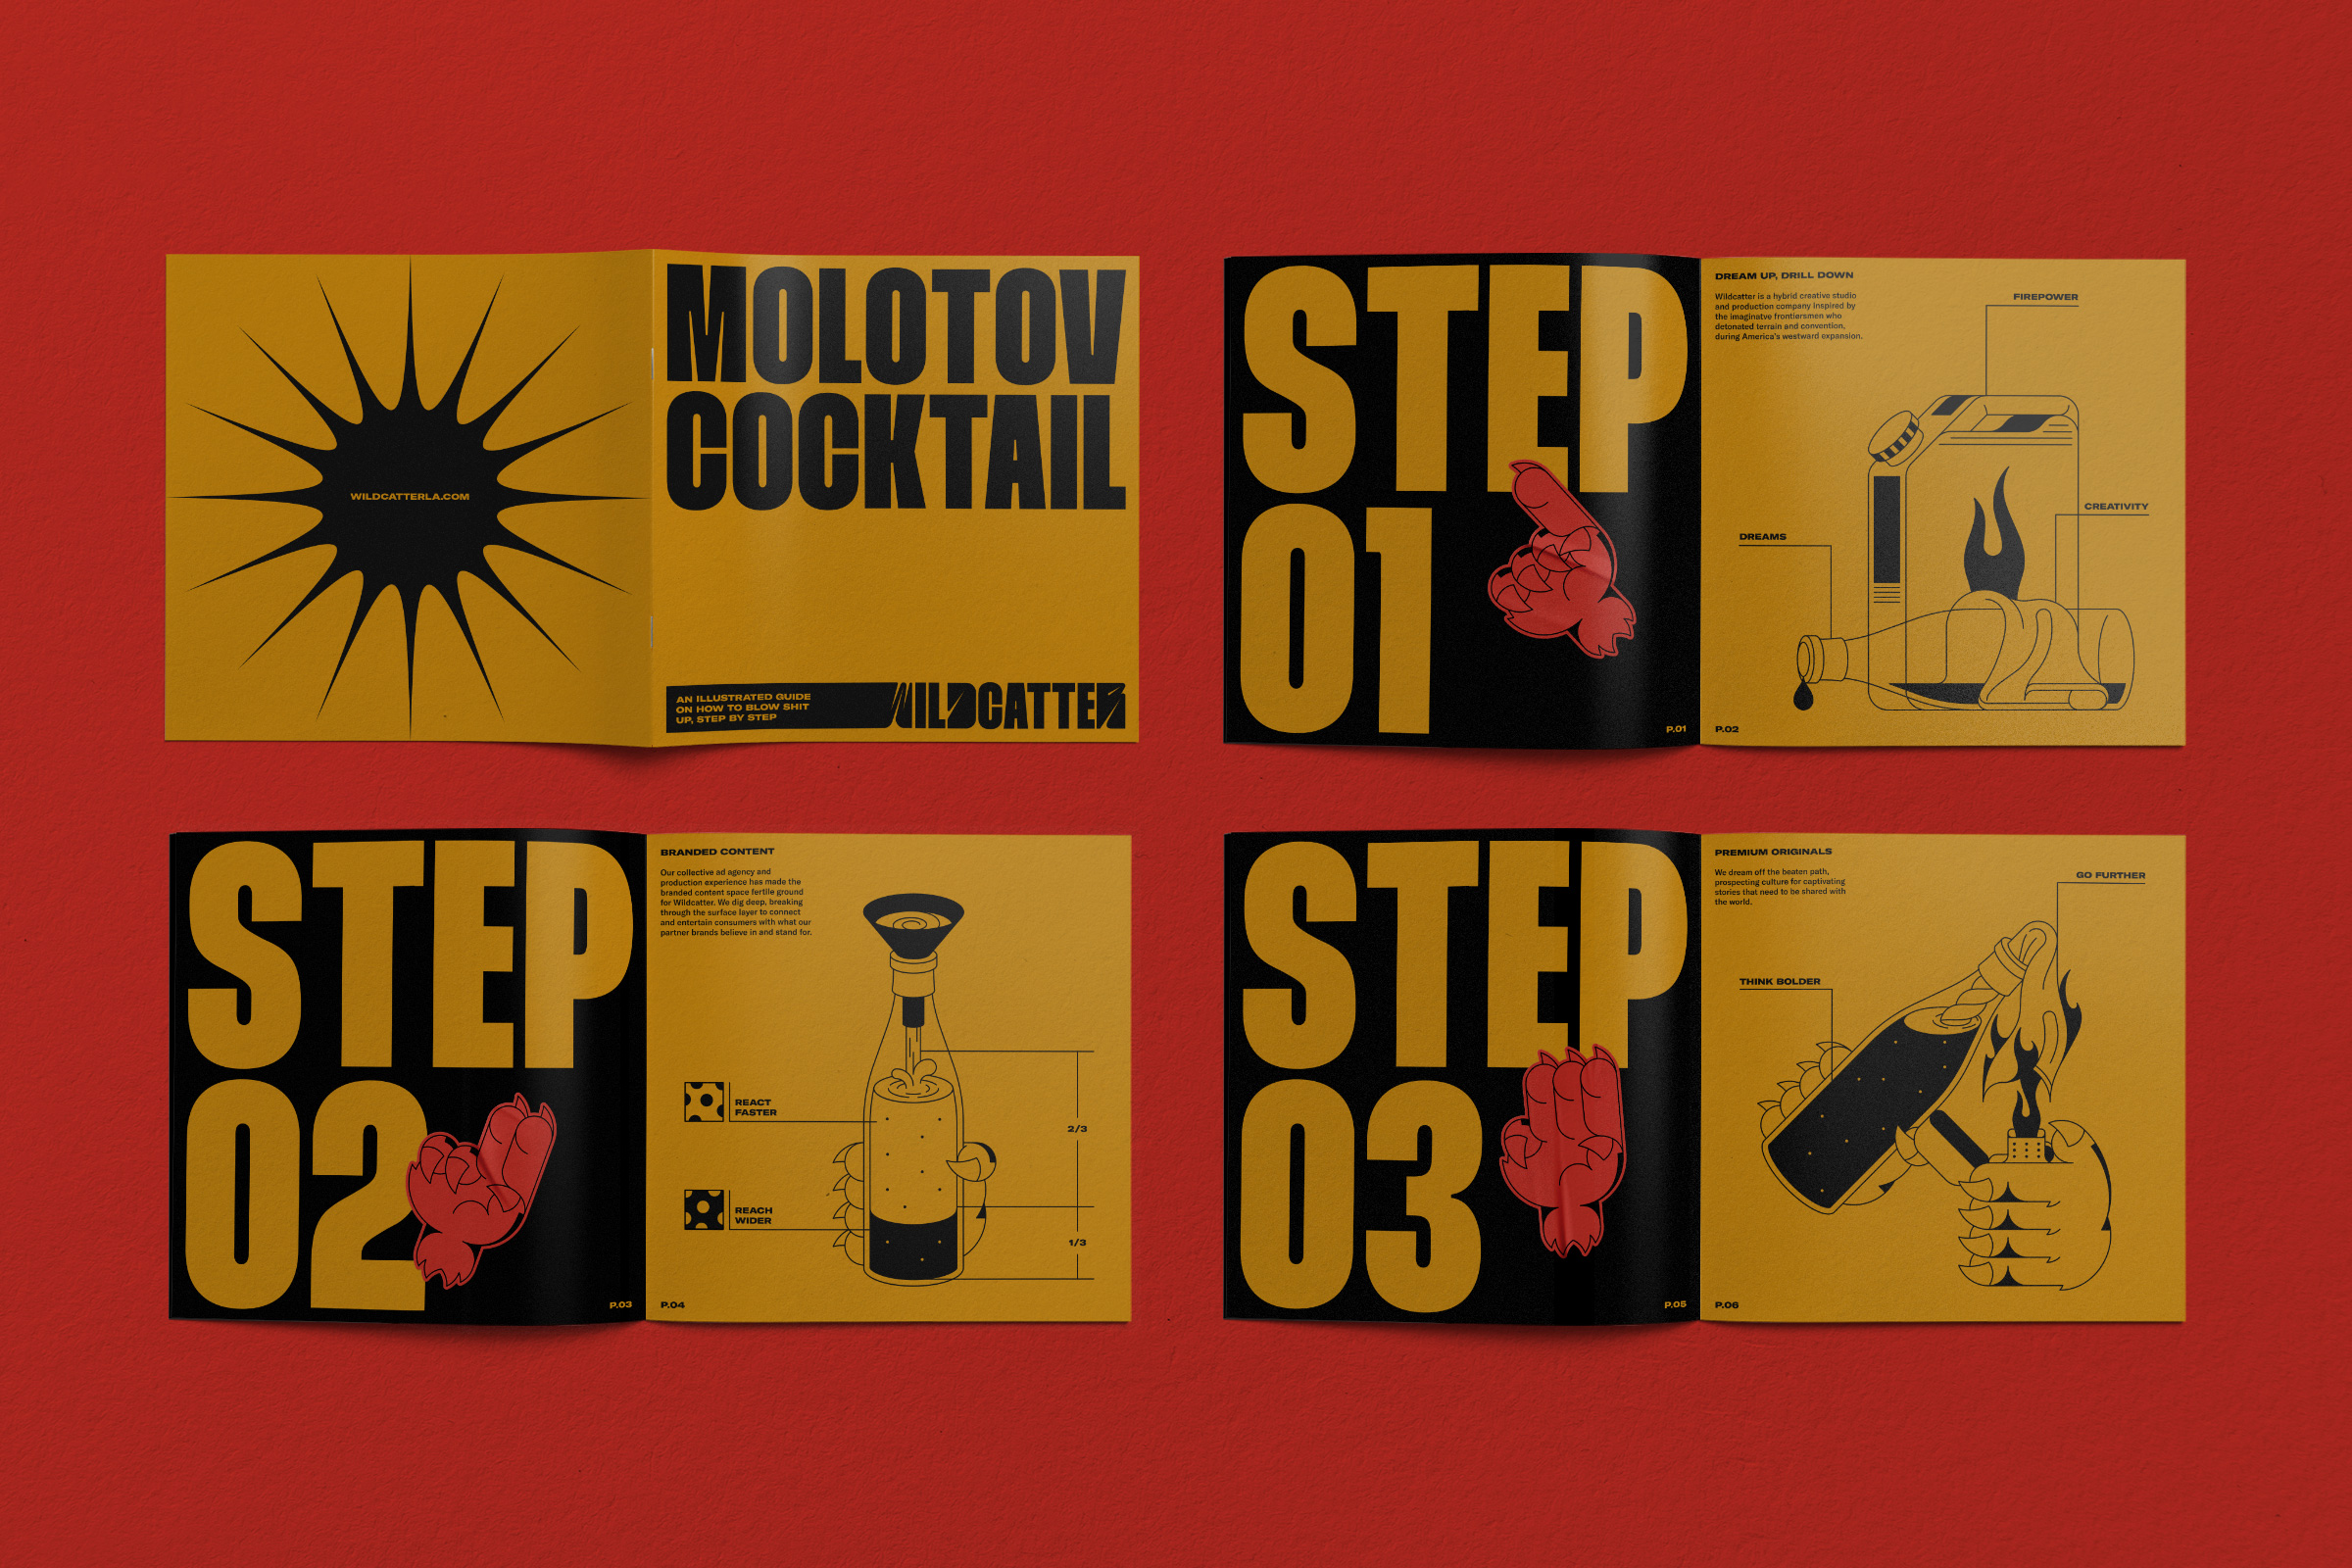 WILDCATTERLA.COM
MOLOTOV
COCKTAIL
AN ILLUSTRATED GUIDE
ON HOW TO BLOW SHIT
UP, STEP BY STEP
WILDCATTER
STEP
01
P.01
DREAM UP, DRILL DOWN
Wildcatter is a hybrid creative studio
and production company inspired by
the imaginative frontiersmen who
detonated terrain and convention,
during America's westward expansion.
FIREPOWER
CREATIVITY
DREAMS
P.02
STEP
02
P.03
BRANDED CONTENT
Our collective ad agency and
production experience has made the
branded content space fertile ground
for Wildcatter. We dig deep, breaking
through the surface layer to connect
and entertain consumers with what our
partner brands believe in and stand for.
REACT
FASTER
2/3
REACH
WIDER
1/3
P.04
STEP
03
P.05
PREMIUM ORIGINALS
We dream off the beaten path,
prospecting culture for captivating
stories that need to be shared with
the world.
GO FURTHER
THINK BOLDER
P.06